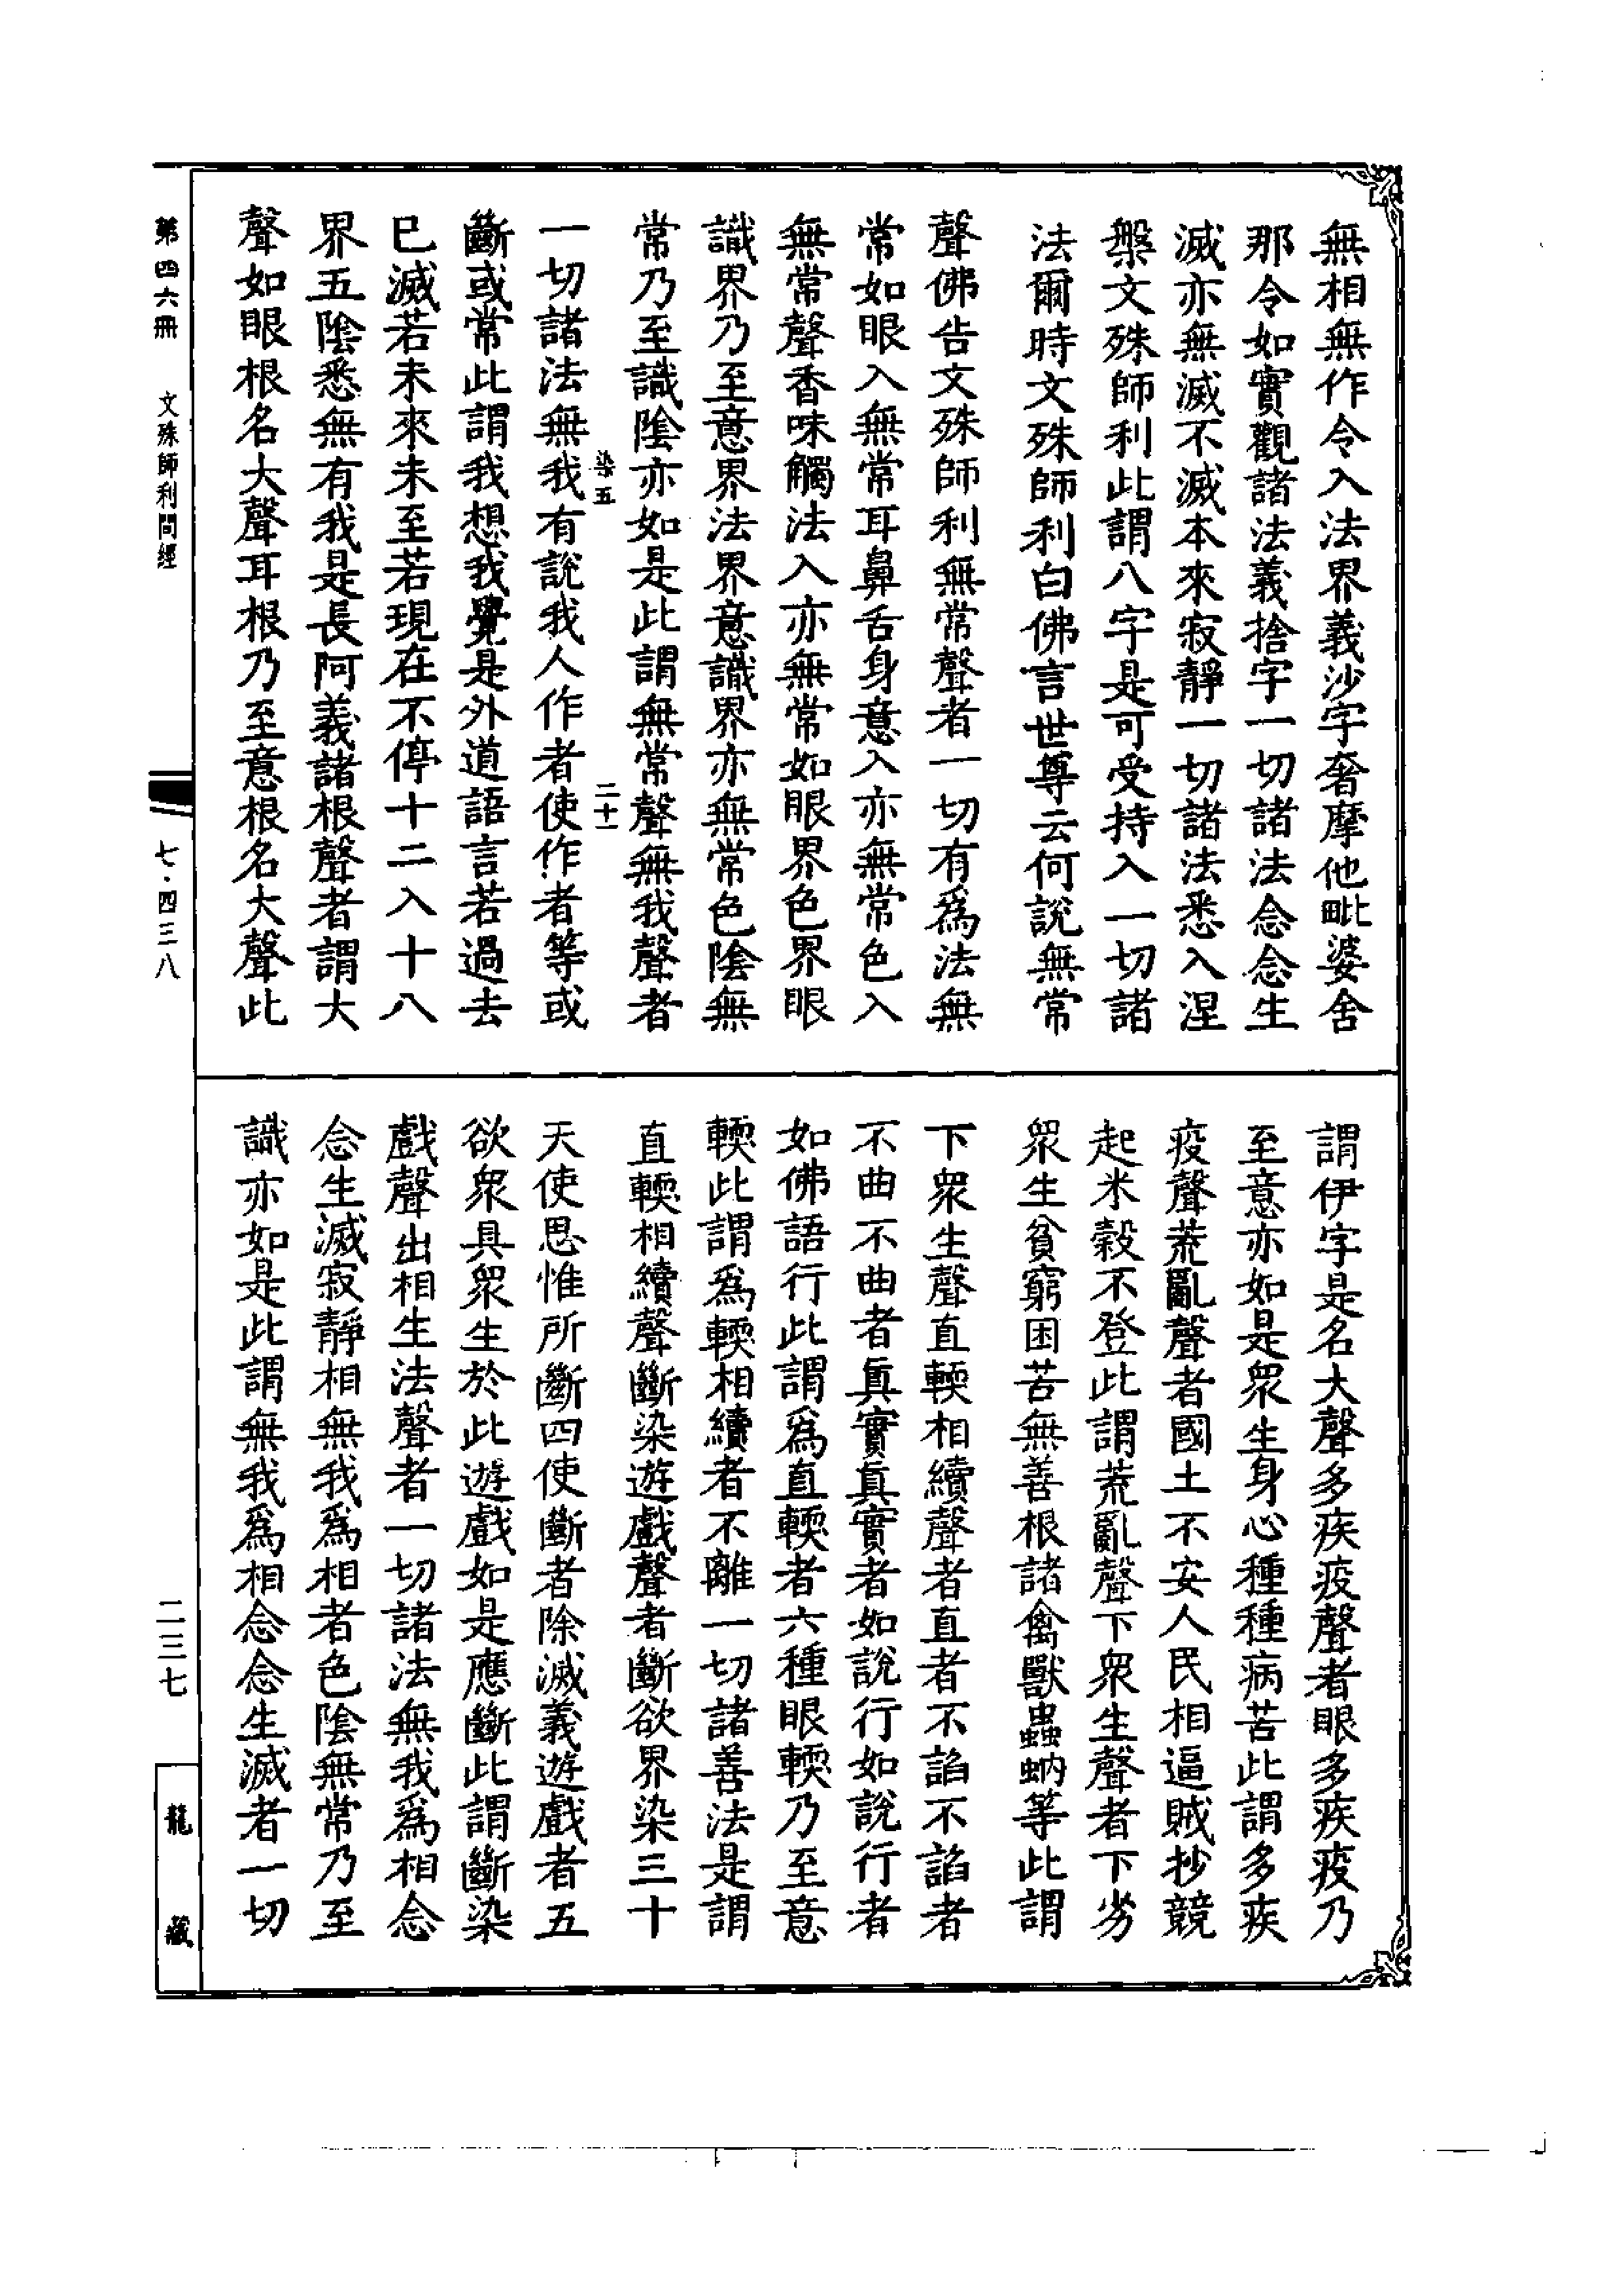 無相無作令入法界義沙字奢摩他毗婆舍
那令如實觀諸法義捨字一切諸法念念生
滅亦無滅不滅本來寂靜一切諸法悉入涅
槃文殊師利此謂八字是可受持入一切諸
法爾時文殊師利白佛言世尊云何說無常
聲佛告文殊師利無常聲者一切有爲法無
常如眼入無常耳鼻舌身意入亦無常色入
無常聲香味觸法入亦無常如眼界色界眼
識界乃至意界法界意識界亦無常色陰無
常乃至識陰亦如是此謂無常聲無我聲者
染五 二十一
一切諸法無我有說我人作者使作者等或
斷或常此謂我想我覺是外道語言若過去
已滅若未來未至若現在不停十二入十八
界五陰悉無有我是長阿義諸根聲者謂大
聲如眼根名大聲耳根乃至意根名大聲此
謂伊字是名大聲多疾疫聲者眼多疾疫乃
至意亦如是衆生身心種種病苦此謂多疾
疫聲荒亂聲者國土不安人民相逼賊抄競
起米穀不登此謂荒亂聲下衆生聲者下劣
衆生貧窮困苦無善根諸禽獸蟲蚋等此謂
下衆生聲直輭相續聲者直者不諂不諂者
不曲不曲者真實真實者如說行如說行者
如佛語行此謂爲直輭者六種眼輭乃至意
輭此謂爲輭相續者不離一切諸善法是謂
直輭相續聲斷染遊戲聲者斷欲界染三十
天使思惟所斷四使斷者除滅義遊戲者五
欲衆具衆生於此遊戲如是應斷此謂斷染
戲聲出相生法聲者一切諸法無我爲相念
念生滅寂靜相無我爲相者色陰無常乃至
識亦如是此謂無我爲相念念生滅者一切
第四六冊 文殊師利問經 七·四三八 二三七 龍藏